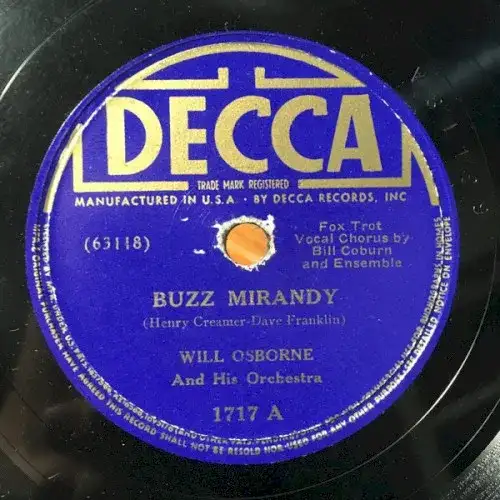 DECCA
TRADE MARK REGISTERED
MANUFACTURED IN U.S.A. • BY DECCA RECORDS, INC
(63118)
Fox Trot
Vocal Chorus by
Bill Coburn
and Ensemble
BUZZ MIRANDY
(Henry Creamer-Dave Franklin)
WILL OSBORNE
And His Orchestra
1717 A